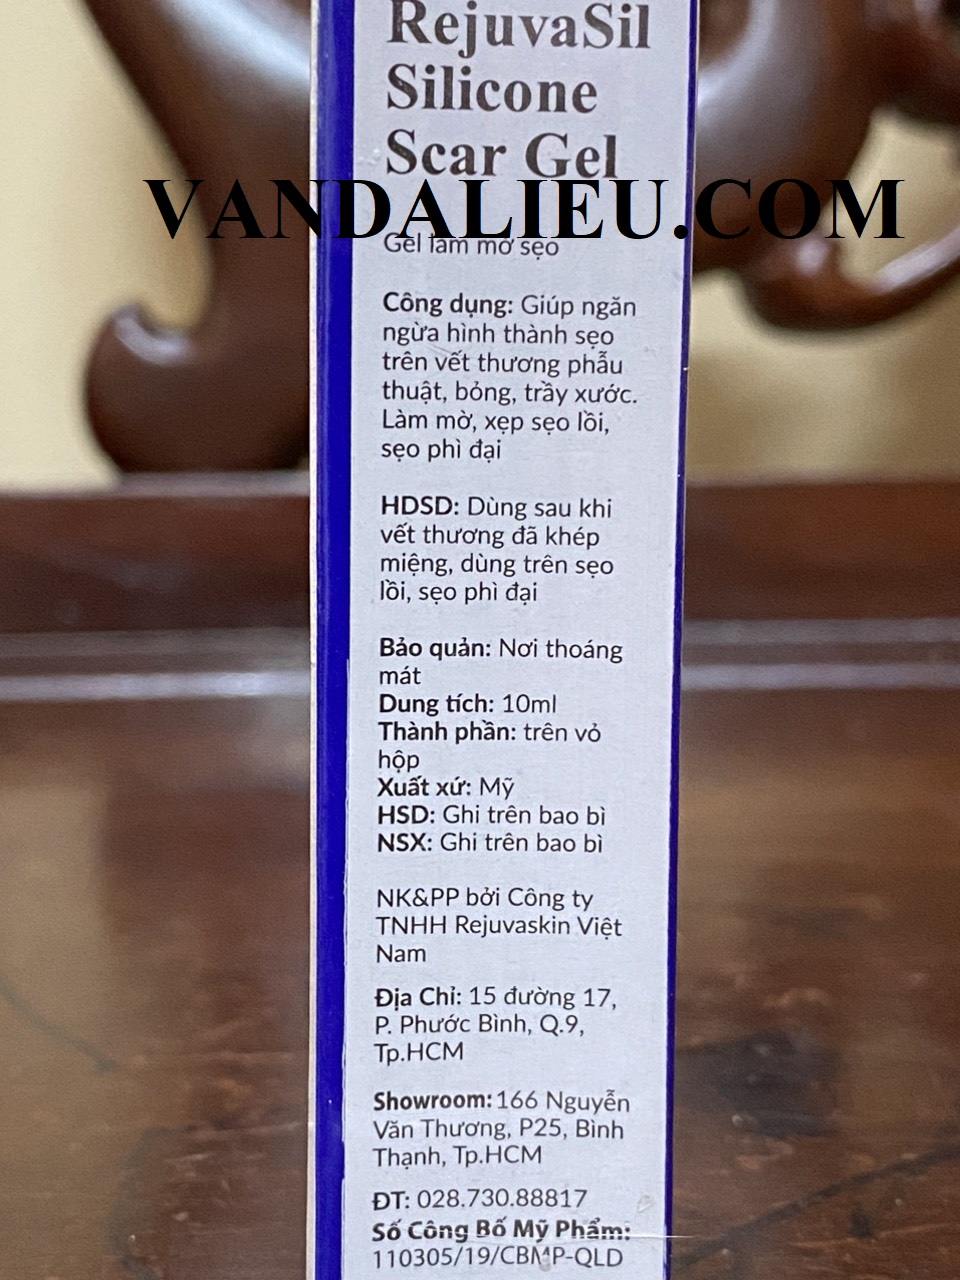 RejuvaSil
Silicone
Scar Gel
VANDALIEU.COM
Gel làm mờ sẹo
Công dụng: Giúp ngăn
ngừa hình thành sẹo
trên vết thương phẫu
thuật, bỏng, trầy xước.
Làm mờ, xẹp sẹo lồi,
sẹo phì đại
HDSD: Dùng sau khi
vết thương đã khép
miệng, dùng trên sẹo
lồi, sẹo phì đại
Bảo quản: Nơi thoáng
mát
Dung tích: 10ml
Thành phần: trên vỏ
hộp
Xuất xứ: Mỹ
HSD: Ghi trên bao bì
NSX: Ghi trên bao bì
NK&PP bởi Công ty
TNHH Rejuvaskin Việt
Nam
Địa Chỉ: 15 đường 17,
P. Phước Bình, Q.9,
Tp.HCM
Showroom: 166 Nguyễn
Văn Thương, P25, Bình
Thạnh, Tp.HCM
ĐT: 028.730.88817
Số Công Bố Mỹ Phẩm:
110305/19/CBMP-QLD